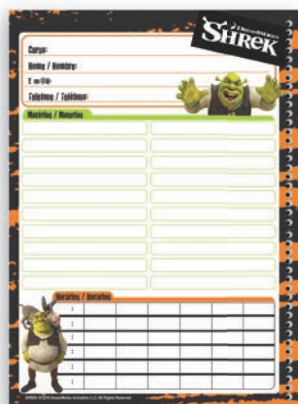 DREAMWORKS
SHREK
Curso:
Nome / Nombre:
E-mail:
Telefone / Teléfono:
Matérias / Materias
Horários / Horarios
:
:
:
:
:
: